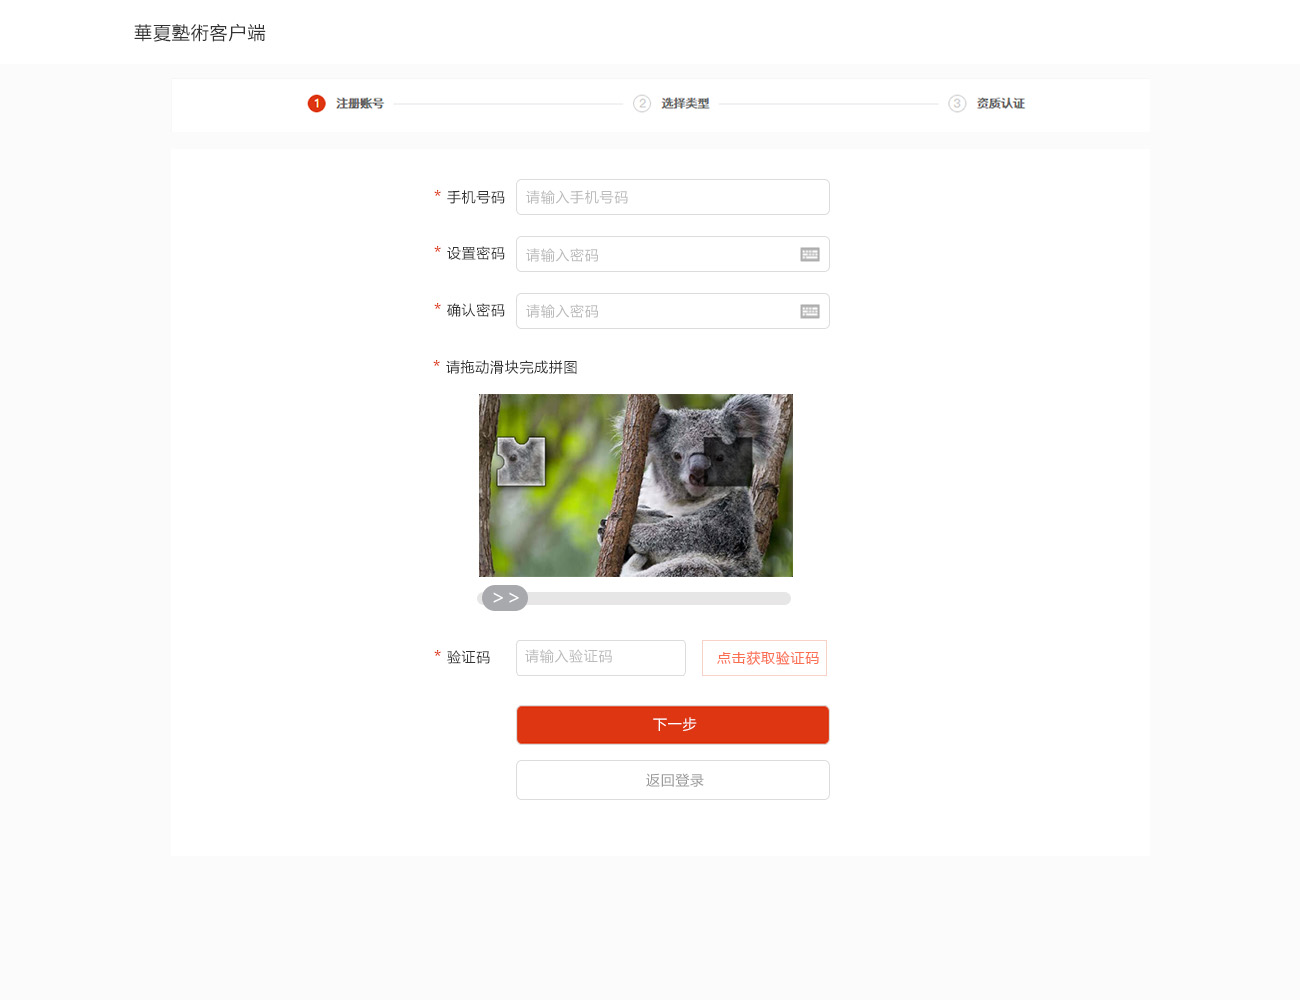 華夏塾術客户端
1 注册账号 2 选择类型 3 资质认证
* 手机号码 请输入手机号码
* 设置密码 请输入密码
* 确认密码 请输入密码
* 请拖动滑块完成拼图
> >
* 验证码 请输入验证码 点击获取验证码
下一步
返回登录